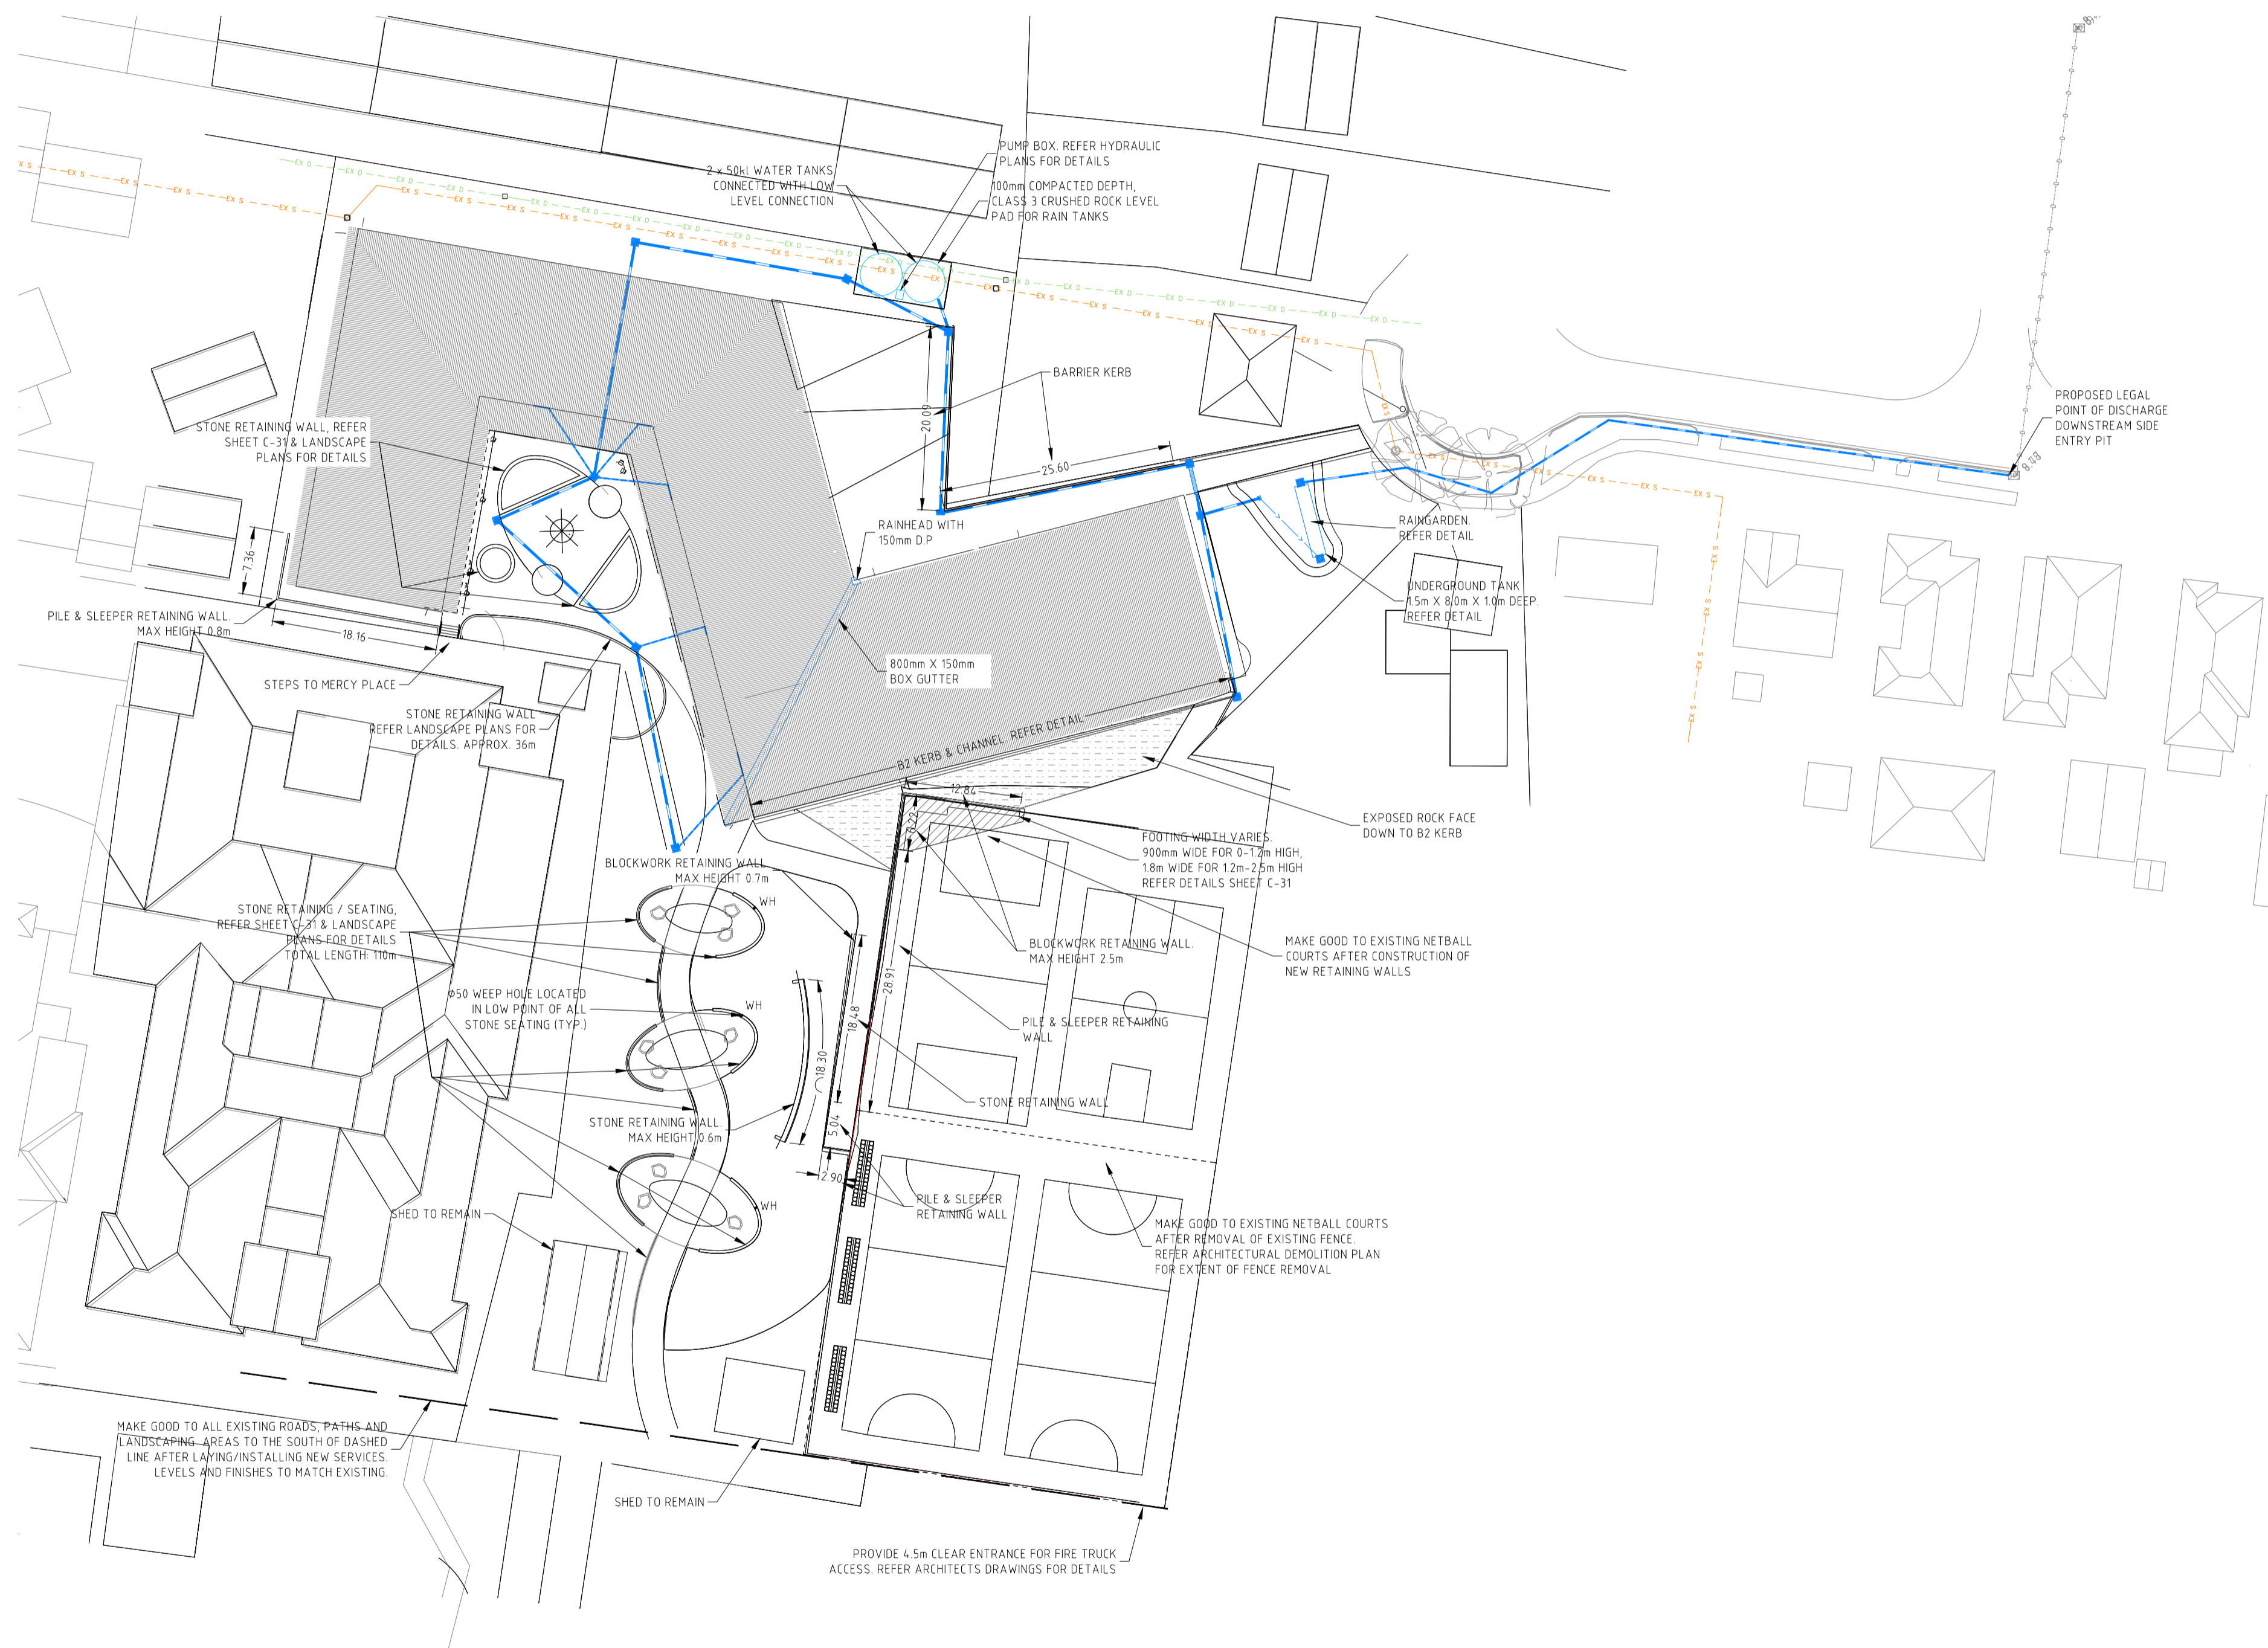 PUMP BOX. REFER HYDRAULIC
PLANS FOR DETAILS
2 x 50kl WATER TANKS
CONNECTED WITH LOW
LEVEL CONNECTION
100mm COMPACTED DEPTH,
CLASS 3 CRUSHED ROCK LEVEL
PAD FOR RAIN TANKS
EX D
EX S
BARRIER KERB
20.09
25.60
PROPOSED LEGAL
POINT OF DISCHARGE
DOWNSTREAM SIDE
ENTRY PIT
STONE RETAINING WALL, REFER
SHEET C-31 & LANDSCAPE
PLANS FOR DETAILS
RAINHEAD WITH
150mm D.P
RAINGARDEN.
REFER DETAIL
UNDERGROUND TANK
1.5m X 8.0m X 1.0m DEEP.
REFER DETAIL
7.36
PILE & SLEEPER RETAINING WALL.
MAX HEIGHT 0.8m
18.16
STEPS TO MERCY PLACE
800mm X 150mm
BOX GUTTER
STONE RETAINING WALL
REFER LANDSCAPE PLANS FOR
DETAILS. APPROX. 36m
B2 KERB & CHANNEL. REFER DETAIL
12.84
6.22
EXPOSED ROCK FACE
DOWN TO B2 KERB
FOOTING WIDTH VARIES.
900mm WIDE FOR 0-1.2m HIGH,
1.8m WIDE FOR 1.2m-2.5m HIGH
REFER DETAILS SHEET C-31
BLOCKWORK RETAINING WALL
MAX HEIGHT 0.7m
WH
STONE RETAINING / SEATING,
REFER SHEET C-31 & LANDSCAPE
PLANS FOR DETAILS
TOTAL LENGTH: 110m
BLOCKWORK RETAINING WALL.
MAX HEIGHT 2.5m
MAKE GOOD TO EXISTING NETBALL
COURTS AFTER CONSTRUCTION OF
NEW RETAINING WALLS
28.91
18.48
Ø50 WEEP HOLE LOCATED
IN LOW POINT OF ALL
STONE SEATING (TYP.)
WH
PILE & SLEEPER RETAINING
WALL
18.30
STONE RETAINING WALL
STONE RETAINING WALL.
MAX HEIGHT 0.6m
5.04
2.90
WH
PILE & SLEEPER
RETAINING WALL
SHED TO REMAIN
MAKE GOOD TO EXISTING NETBALL COURTS
AFTER REMOVAL OF EXISTING FENCE.
REFER ARCHITECTURAL DEMOLITION PLAN
FOR EXTENT OF FENCE REMOVAL
MAKE GOOD TO ALL EXISTING ROADS, PATHS AND
LANDSCAPING AREAS TO THE SOUTH OF DASHED
LINE AFTER LAYING/INSTALLING NEW SERVICES.
LEVELS AND FINISHES TO MATCH EXISTING.
SHED TO REMAIN
PROVIDE 4.5m CLEAR ENTRANCE FOR FIRE TRUCK
ACCESS. REFER ARCHITECTS DRAWINGS FOR DETAILS